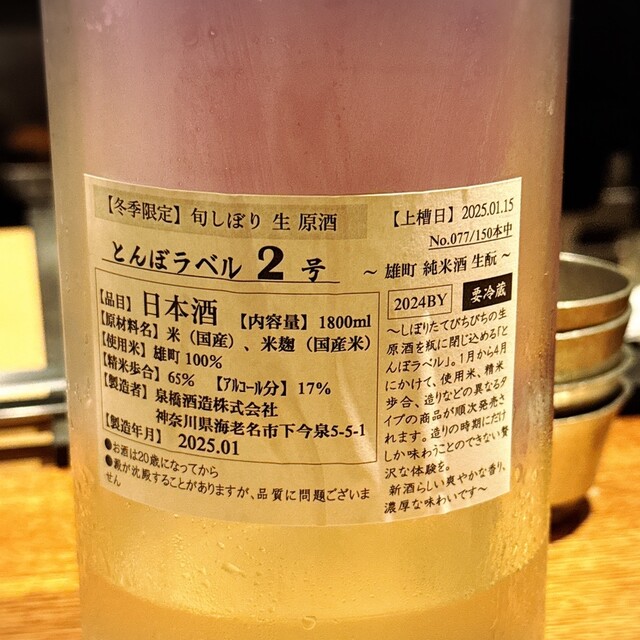 【冬季限定】旬しぼり 生 原酒
【上槽日】2025.01.15
No.077/150本中
とんぼラベル 2 号
～ 雄町 純米酒 生酛 ～
【品目】日本酒 【内容量】1800ml
【原材料名】米(国産)、米麹(国産米)
【使用米】雄町 100%
【精米歩合】65% 【アルコール分】17%
【製造者】泉橋酒造株式会社
神奈川県海老名市下今泉5-5-1
【製造年月】2025.01
●お酒は20歳になってから
●澱が沈殿することがありますが、品質に問題ございま
せん
2024BY 要冷蔵
～しぼりたてぴちぴちの生
原酒を瓶に閉じ込める「と
んぼラベル」。1月から4月
にかけて、使用米、精米
歩合、造りなどの異なるタ
イプの商品が順次発売さ
れます。造りの時期にだけ
しか味わうことのできない贅
沢な体験を。
新酒らしい爽やかな香り、
濃厚な味わいです～